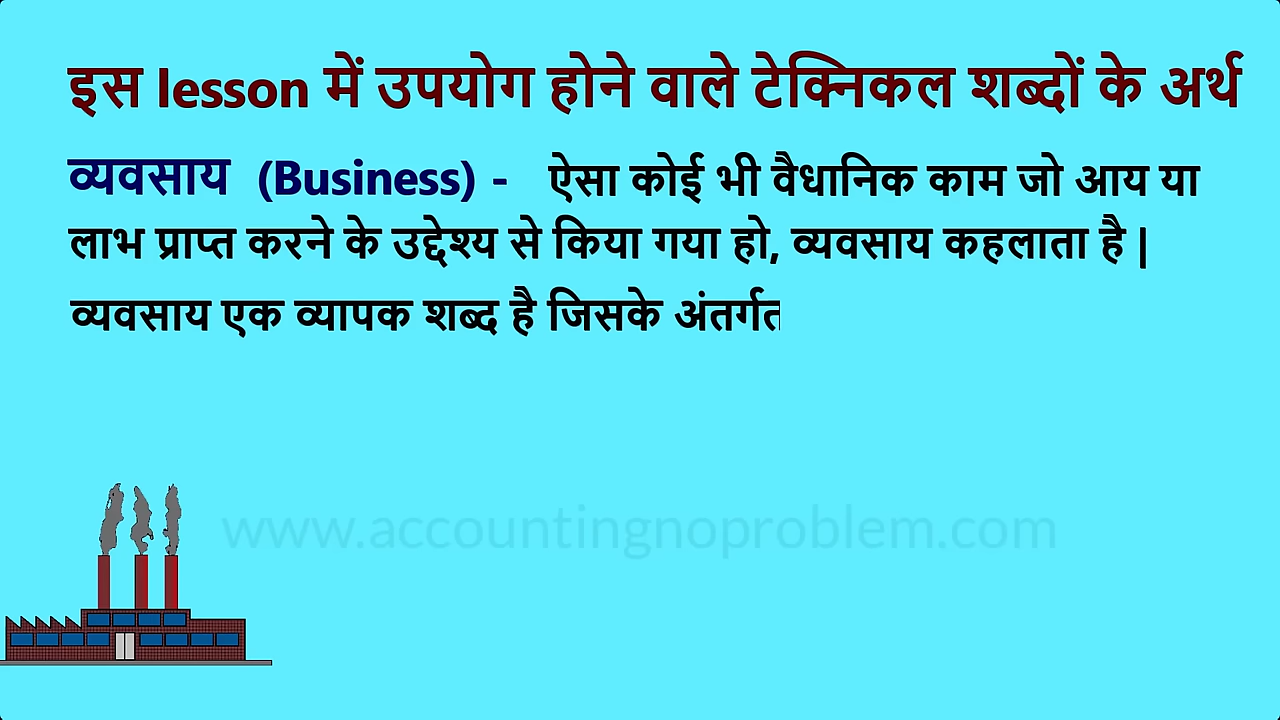 इस lesson में उपयोग होने वाले टेक्निकल शब्दों के अर्थ
व्यवसाय (Business) - ऐसा कोई भी वैधानिक काम जो आय या
लाभ प्राप्त करने के उद्देश्य से किया गया हो, व्यवसाय कहलाता है |
व्यवसाय एक व्यापक शब्द है जिसके अंतर्गत
www.accountingnoproblem.com